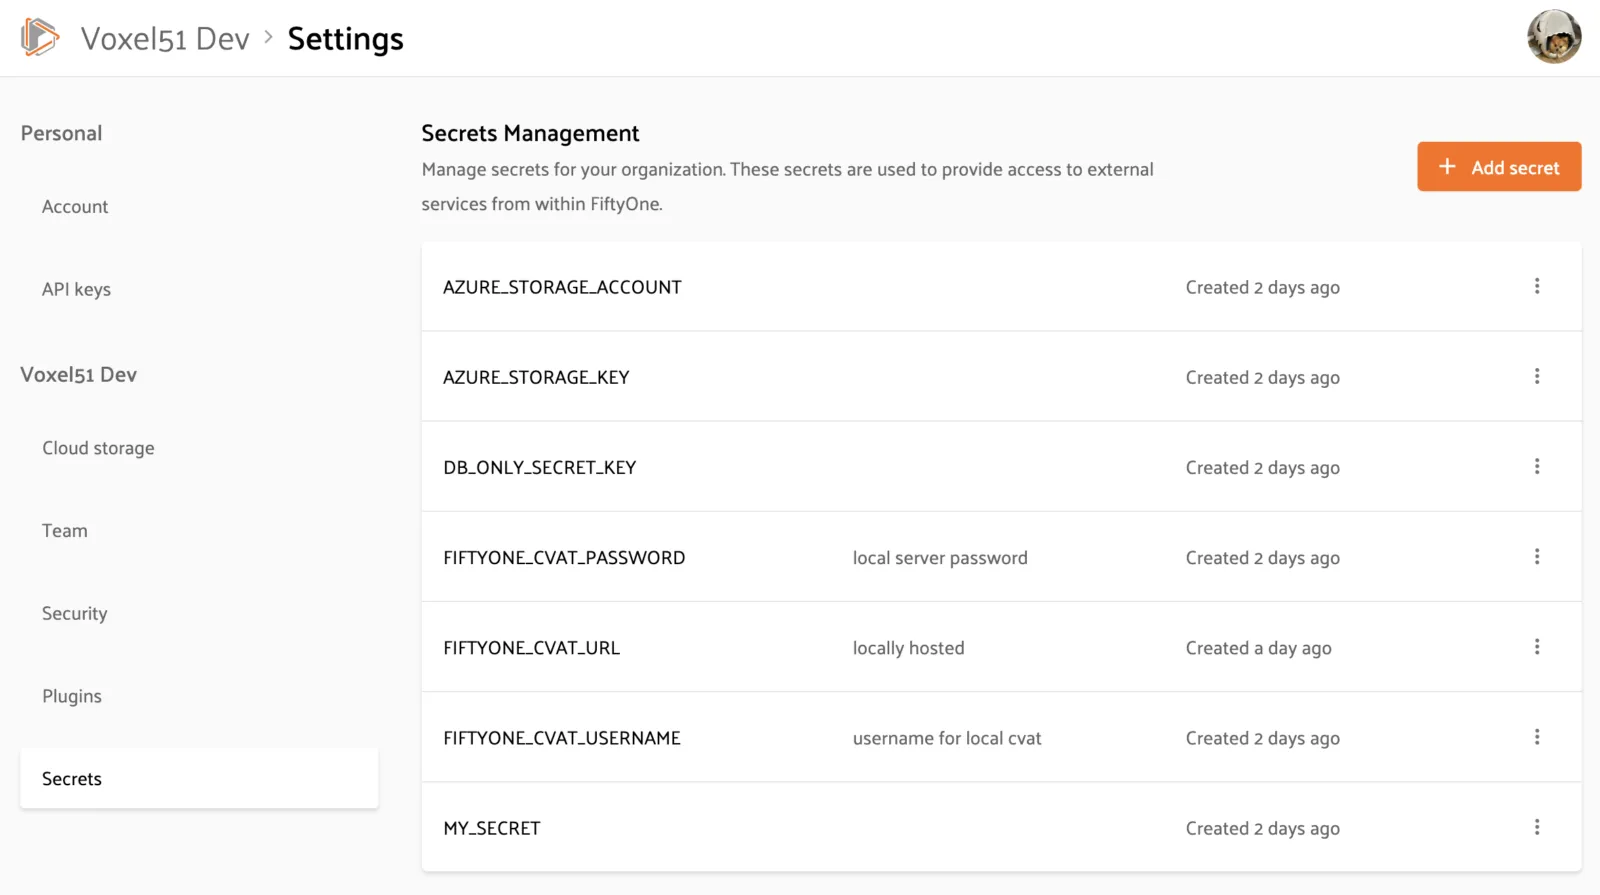 Voxel51 Dev > Settings
Personal
Account
API keys
Voxel51 Dev
Cloud storage
Team
Security
Plugins
Secrets
Secrets Management
Manage secrets for your organization. These secrets are used to provide access to external
services from within FiftyOne.
+ Add secret
AZURE_STORAGE_ACCOUNT Created 2 days ago
AZURE_STORAGE_KEY Created 2 days ago
DB_ONLY_SECRET_KEY Created 2 days ago
FIFTYONE_CVAT_PASSWORD local server password Created 2 days ago
FIFTYONE_CVAT_URL locally hosted Created a day ago
FIFTYONE_CVAT_USERNAME username for local cvat Created 2 days ago
MY_SECRET Created 2 days ago